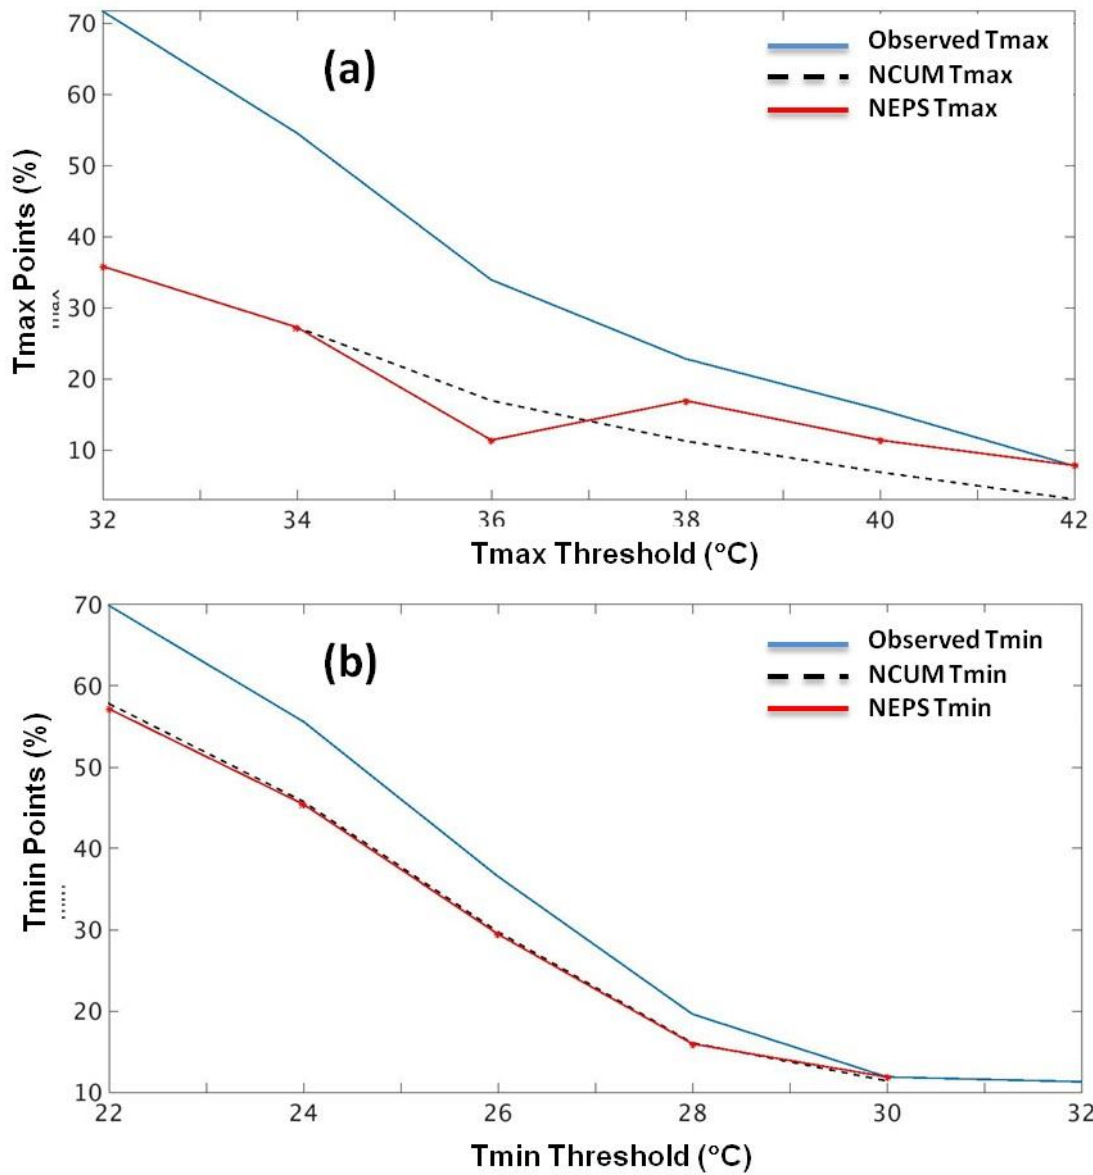 70
60
50
40
30
20
10
Tmax Points (%)
(a)
Observed Tmax
NCUM Tmax
NEPS Tmax
32 34 36 38 40 42
Tmax Threshold (°C)
70
60
50
40
30
20
10
Tmin Points (%)
(b)
Observed Tmin
NCUM Tmin
NEPS Tmin
22 24 26 28 30 32
Tmin Threshold (°C)